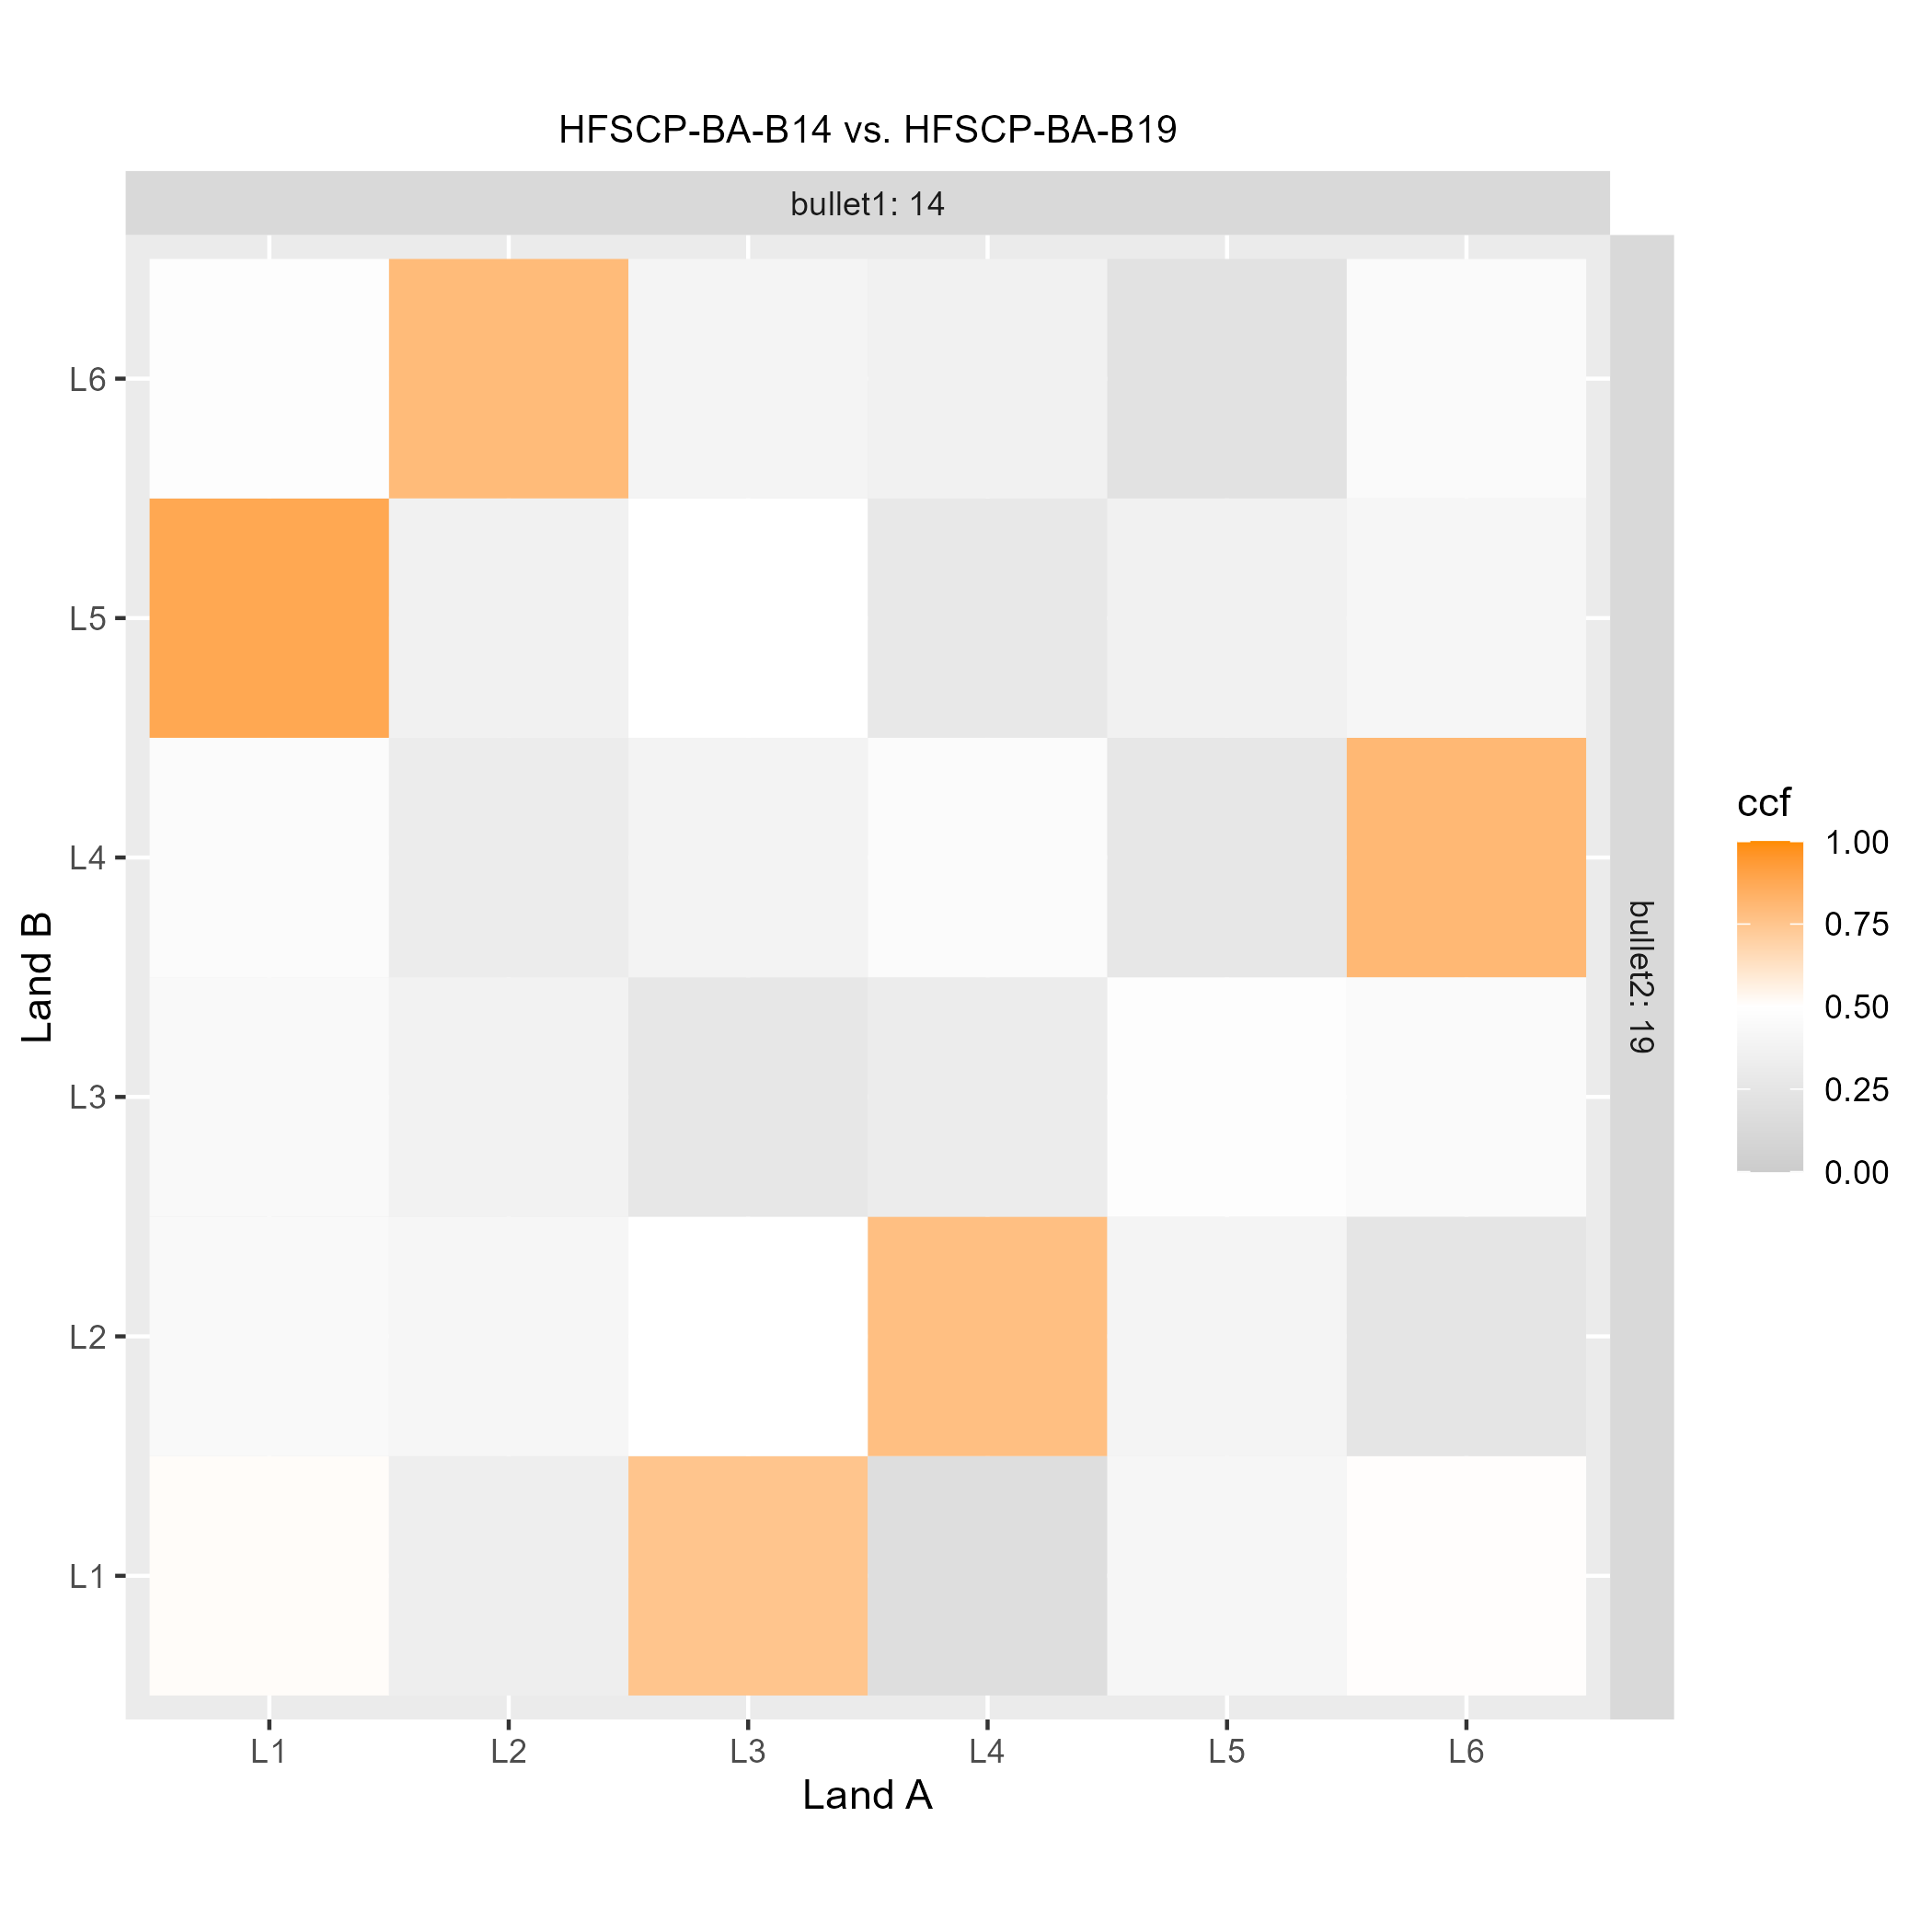 HFSCP-BA-B14 vs. HFSCP-BA-B19
bullet1: 14
L6
L5
L4
L3
L2
L1
Land B
bullet2: 19
ccf
1.00
0.75
0.50
0.25
0.00
L1 L2 L3 L4 L5 L6
Land A